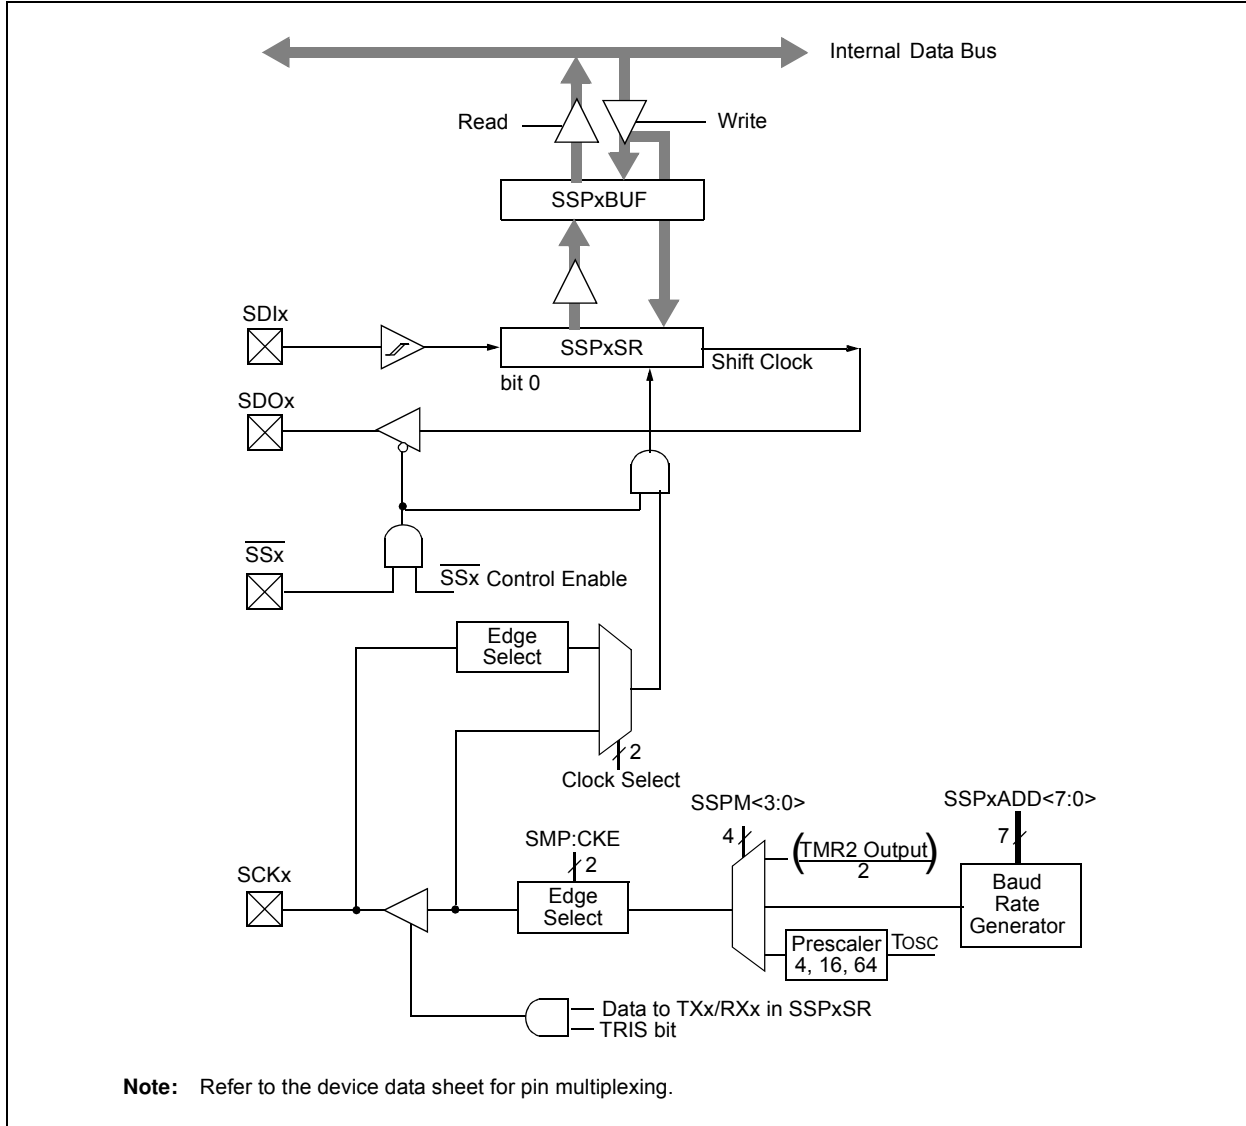 Internal Data Bus
Read
Write
SSPxBUF
SDIx
SSPxSR
Shift Clock
bit 0
SDOx
SSx
SSx Control Enable
Edge
Select
2
Clock Select
SSPM<3:0>
SSPxADD<7:0>
4
7
SMP:CKE
2
(TMR2 Output)
2
SCKx
Edge
Select
Baud
Rate
Generator
Prescaler
4, 16, 64
TOSC
Data to TXx/RXx in SSPxSR
TRIS bit
Note: Refer to the device data sheet for pin multiplexing.